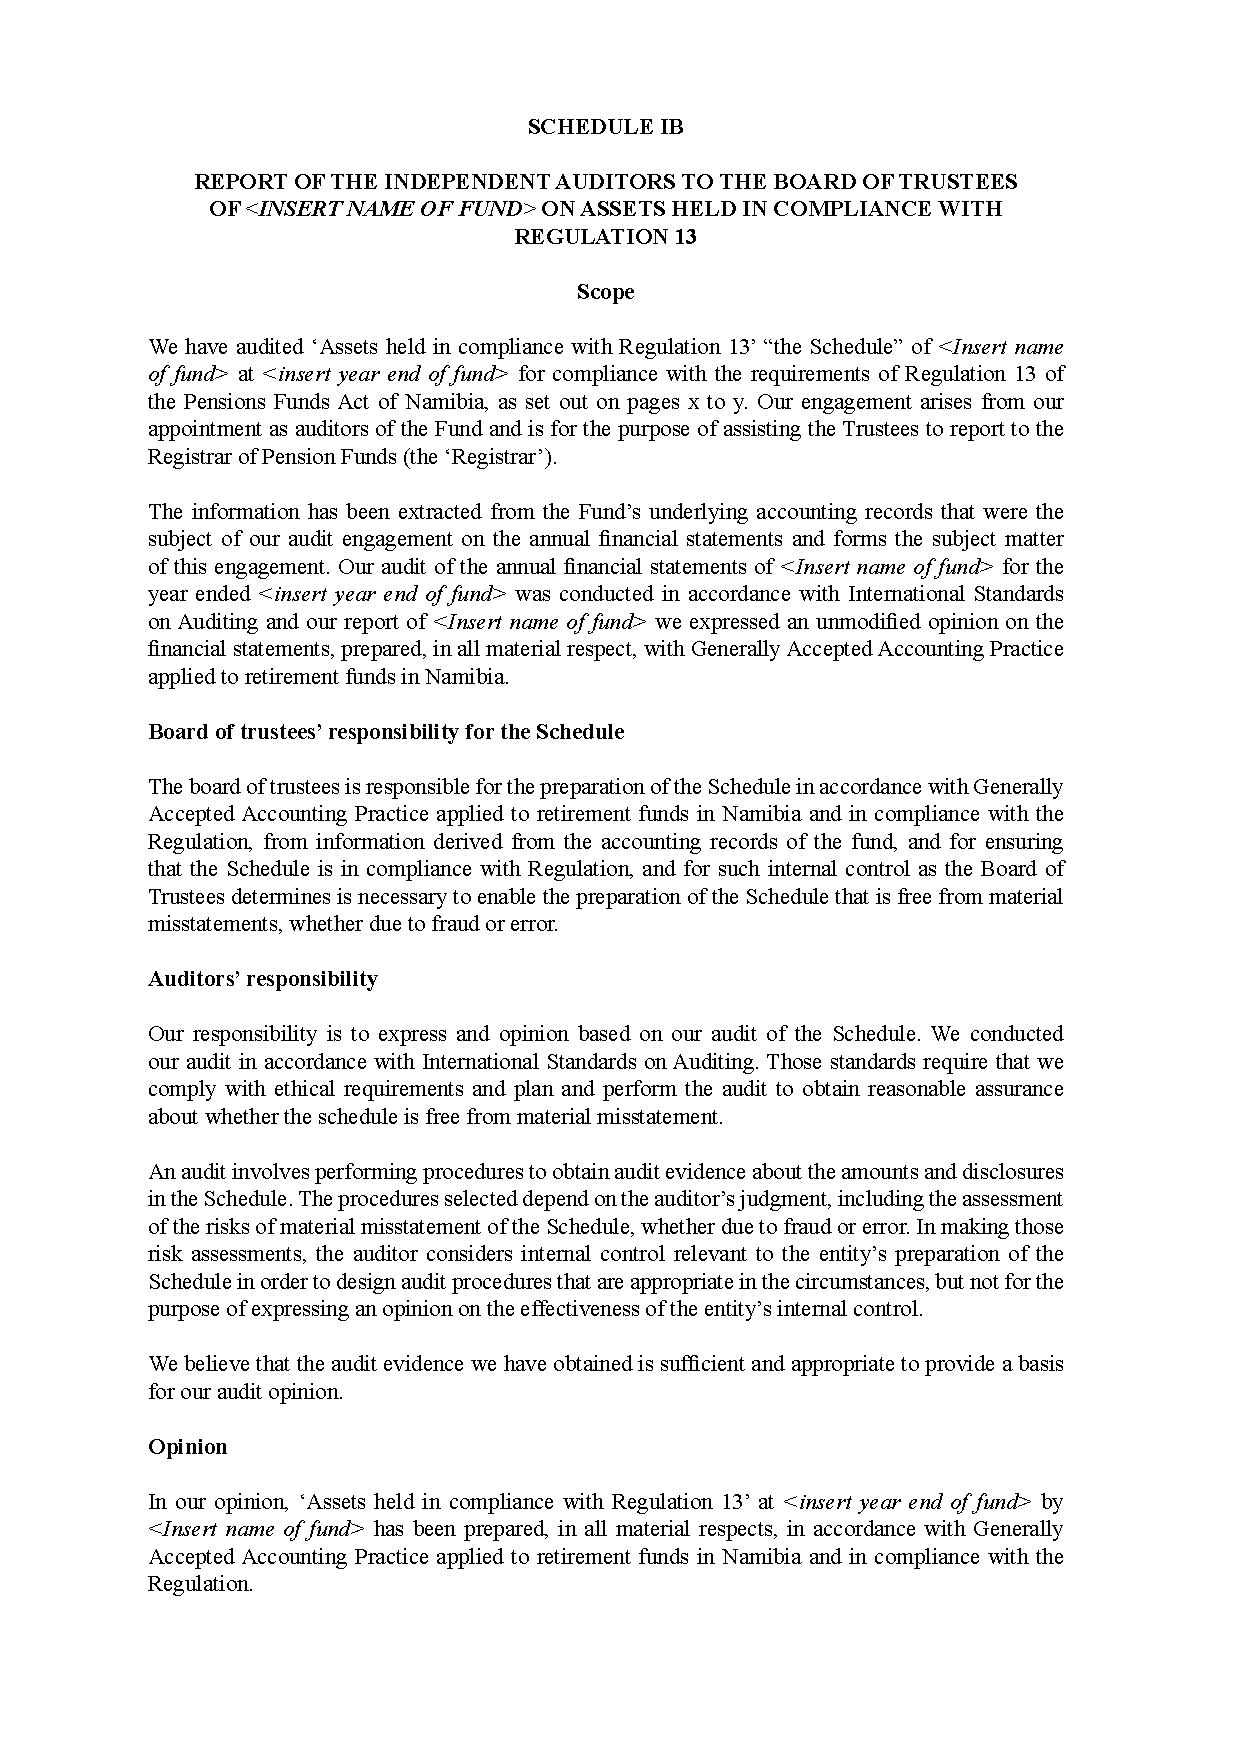 SCHEDULE IB
REPORT OF THE INDEPENDENT AUDITORS TO THE BOARD OF TRUSTEES
OF <INSERT NAME OF FUND> ON ASSETS HELD IN COMPLIANCE WITH
REGULATION 13
Scope
We have audited ‘Assets held in compliance with Regulation 13’ “the Schedule” of <Insert name
of fund> at <insert year end of fund> for compliance with the requirements of Regulation 13 of
the Pensions Funds Act of Namibia, as set out on pages x to y. Our engagement arises from our
appointment as auditors of the Fund and is for the purpose of assisting the Trustees to report to the
Registrar of Pension Funds (the ‘Registrar’).
The information has been extracted from the Fund’s underlying accounting records that were the
subject of our audit engagement on the annual financial statements and forms the subject matter
of this engagement. Our audit of the annual financial statements of <Insert name of fund> for the
year ended <insert year end of fund> was conducted in accordance with International Standards
on Auditing and our report of <Insert name of fund> we expressed an unmodified opinion on the
financial statements, prepared, in all material respect, with Generally Accepted Accounting Practice
applied to retirement funds in Namibia.
Board of trustees’ responsibility for the Schedule
The board of trustees is responsible for the preparation of the Schedule in accordance with Generally
Accepted Accounting Practice applied to retirement funds in Namibia and in compliance with the
Regulation, from information derived from the accounting records of the fund, and for ensuring
that the Schedule is in compliance with Regulation, and for such internal control as the Board of
Trustees determines is necessary to enable the preparation of the Schedule that is free from material
misstatements, whether due to fraud or error.
Auditors’ responsibility
Our responsibility is to express and opinion based on our audit of the Schedule. We conducted
our audit in accordance with International Standards on Auditing. Those standards require that we
comply with ethical requirements and plan and perform the audit to obtain reasonable assurance
about whether the schedule is free from material misstatement.
An audit involves performing procedures to obtain audit evidence about the amounts and disclosures
in the Schedule. The procedures selected depend on the auditor’s judgment, including the assessment
of the risks of material misstatement of the Schedule, whether due to fraud or error. In making those
risk assessments, the auditor considers internal control relevant to the entity’s preparation of the
Schedule in order to design audit procedures that are appropriate in the circumstances, but not for the
purpose of expressing an opinion on the effectiveness of the entity’s internal control.
We believe that the audit evidence we have obtained is sufficient and appropriate to provide a basis
for our audit opinion.
Opinion
In our opinion, ‘Assets held in compliance with Regulation 13’ at <insert year end of fund> by
<Insert name of fund> has been prepared, in all material respects, in accordance with Generally
Accepted Accounting Practice applied to retirement funds in Namibia and in compliance with the
Regulation.